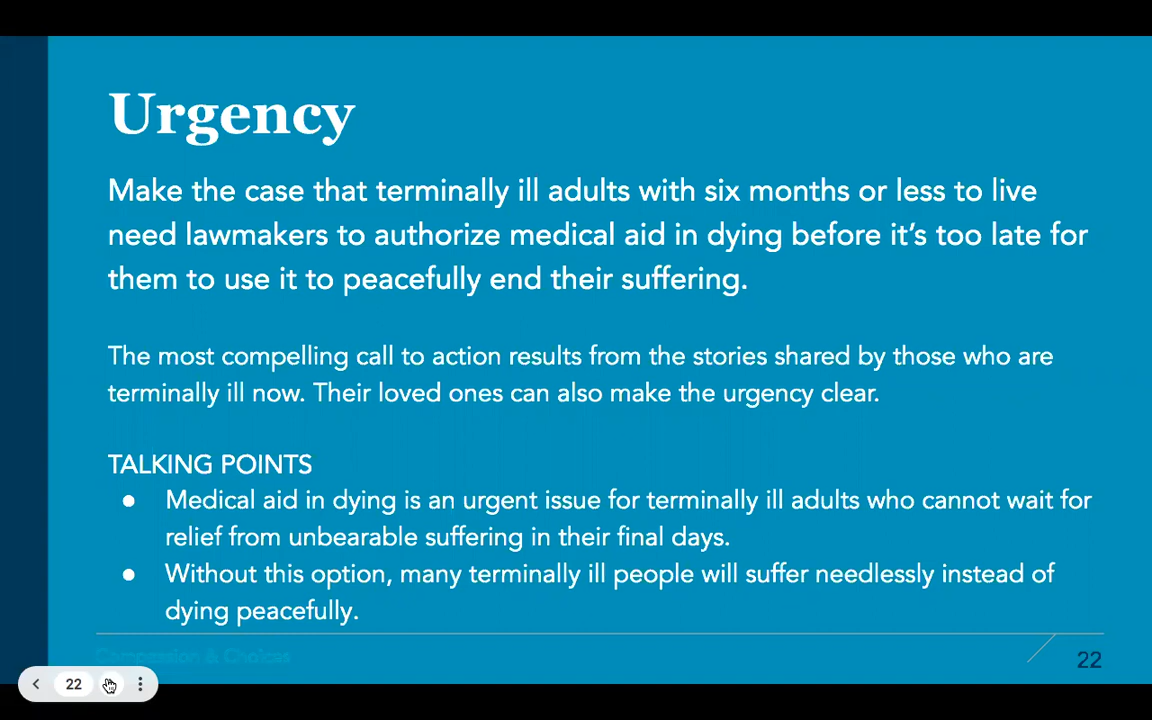 Urgency
Make the case that terminally ill adults with six months or less to live
need lawmakers to authorize medical aid in dying before it’s too late for
them to use it to peacefully end their suffering.
The most compelling call to action results from the stories shared by those who are
terminally ill now. Their loved ones can also make the urgency clear.
TALKING POINTS
● Medical aid in dying is an urgent issue for terminally ill adults who cannot wait for
relief from unbearable suffering in their final days.
● Without this option, many terminally ill people will suffer needlessly instead of
dying peacefully.
Compassion & Choices
22
22